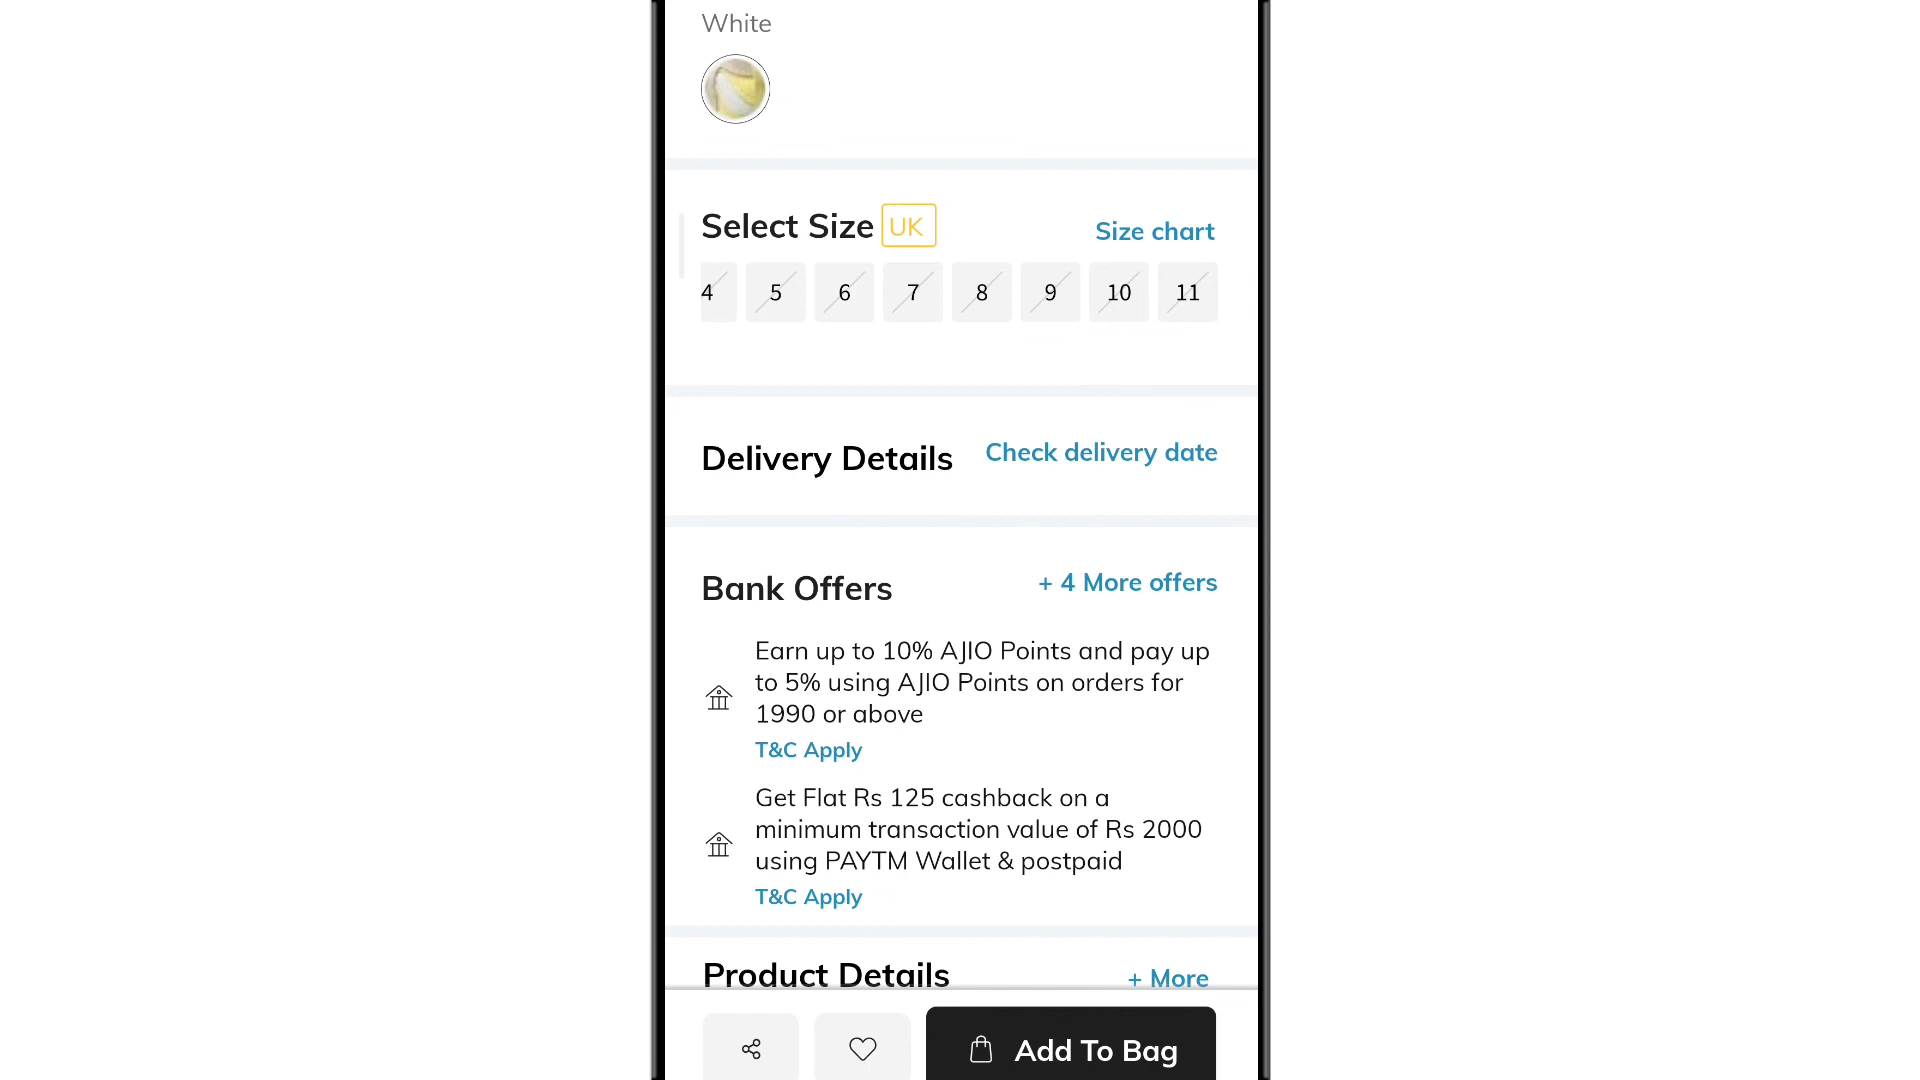 White
Select Size UK Size chart
4 5 6 7 8 9 10 11
Delivery Details Check delivery date
Bank Offers + 4 More offers
Earn up to 10% AJIO Points and pay up
to 5% using AJIO Points on orders for
1990 or above
T&C Apply
Get Flat Rs 125 cashback on a
minimum transaction value of Rs 2000
using PAYTM Wallet & postpaid
T&C Apply
Product Details + More
Add To Bag